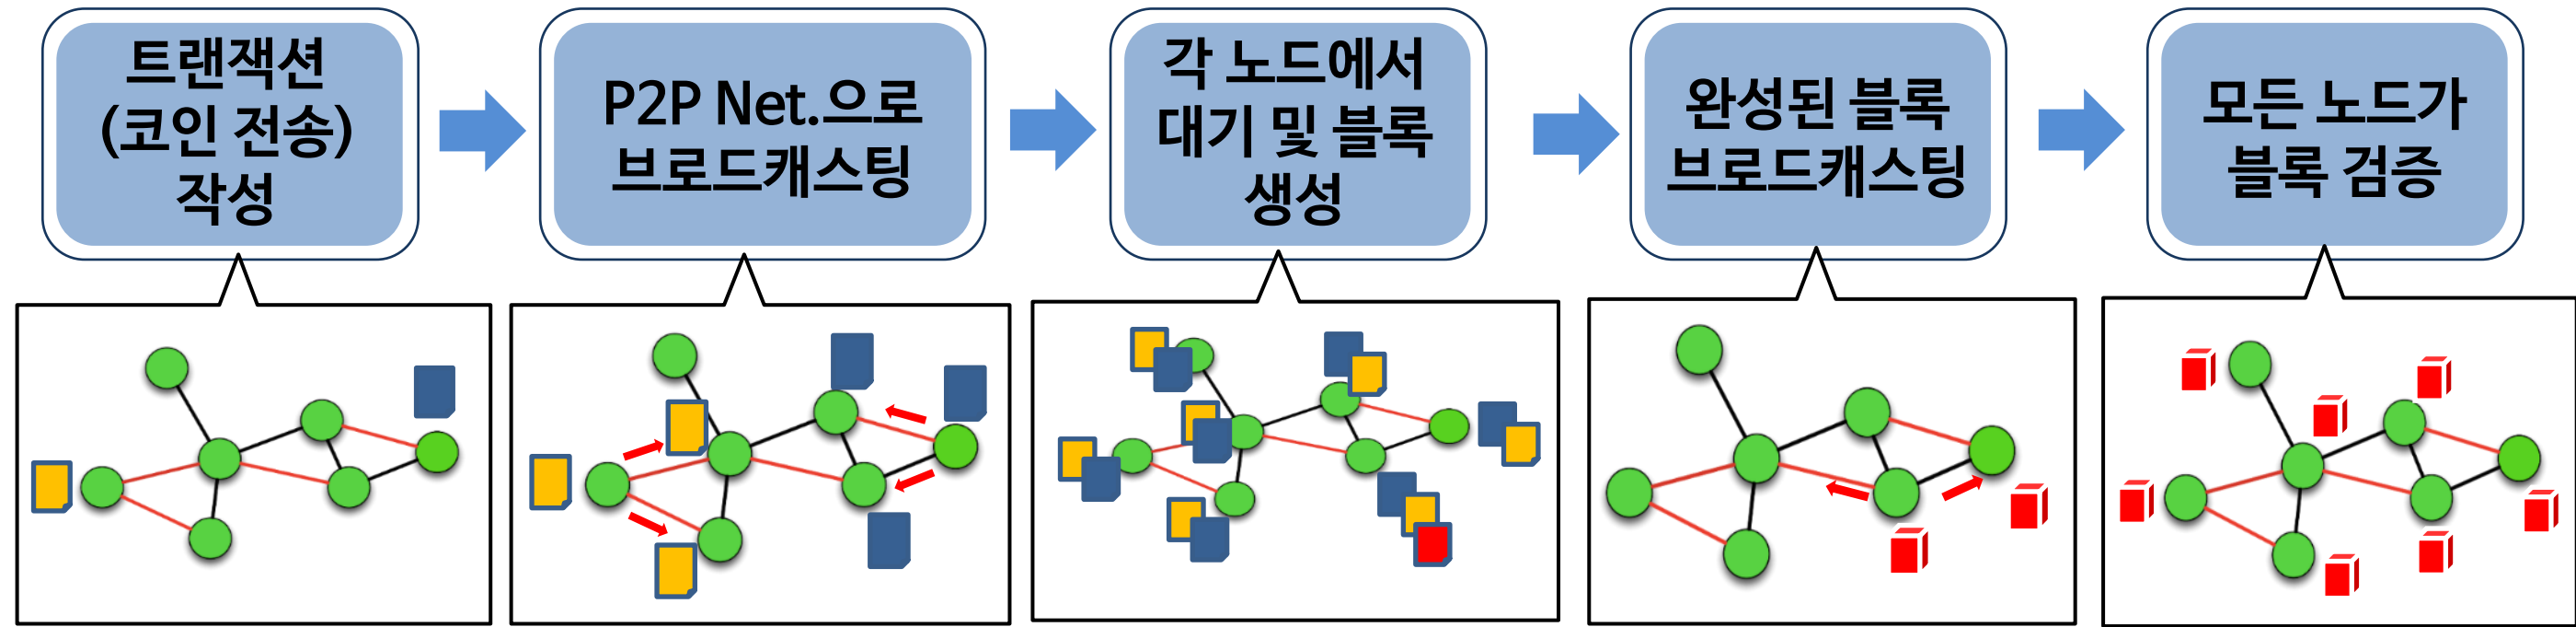 트랜잭션
(코인 전송)
작성
P2P Net.으로
브로드캐스팅
각 노드에서
대기 및 블록
생성
완성된 블록
브로드캐스팅
모든 노드가
블록 검증